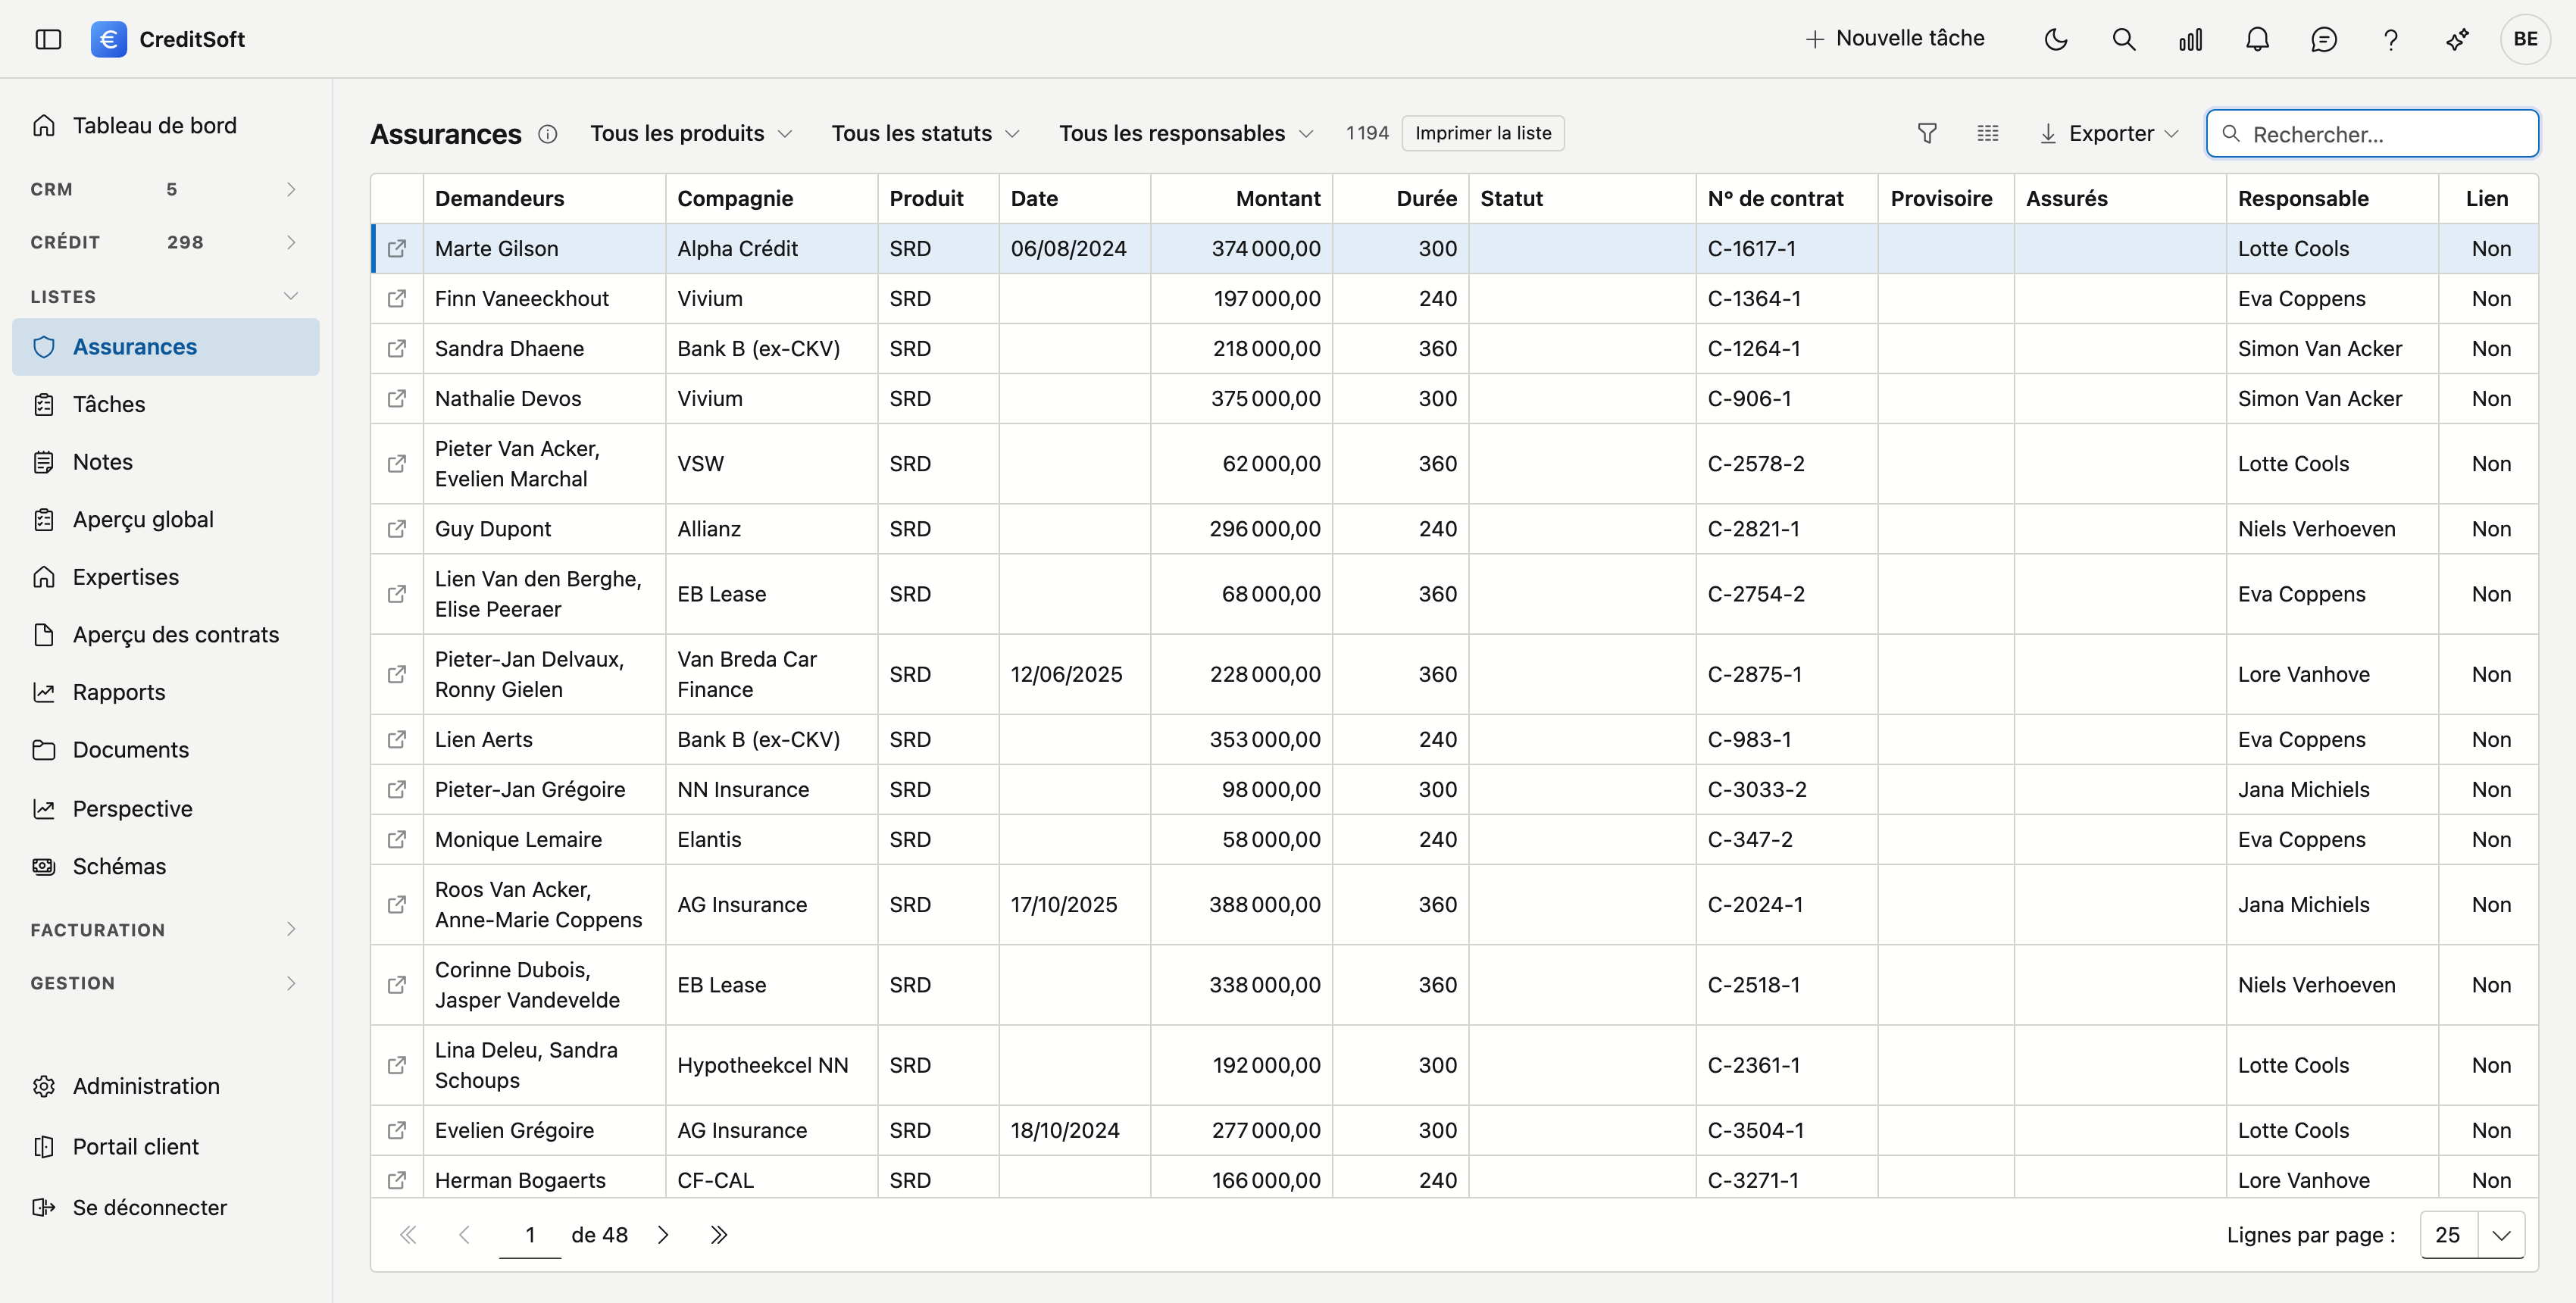 CreditSoft
Nouvelle tâche
BE
Tableau de bord
CRM 5
CRÉDIT 298
LISTES
Assurances
Tâches
Notes
Aperçu global
Expertises
Aperçu des contrats
Rapports
Documents
Perspective
Schémas
FACTURATION
GESTION
Administration
Portail client
Se déconnecter
Assurances Tous les produits Tous les statuts Tous les responsables 1 194 Imprimer la liste Exporter Rechercher...
Demandeurs Compagnie Produit Date Montant Durée Statut N° de contrat Provisoire Assurés Responsable Lien
Marte Gilson Alpha Crédit SRD 06/08/2024 374 000,00 300 C-1617-1 Lotte Cools Non
Finn Vaneeckhout Vivium SRD 197 000,00 240 C-1364-1 Eva Coppens Non
Sandra Dhaene Bank B (ex-CKV) SRD 218 000,00 360 C-1264-1 Simon Van Acker Non
Nathalie Devos Vivium SRD 375 000,00 300 C-906-1 Simon Van Acker Non
Pieter Van Acker,
Evelien Marchal VSW SRD 62 000,00 360 C-2578-2 Lotte Cools Non
Guy Dupont Allianz SRD 296 000,00 240 C-2821-1 Niels Verhoeven Non
Lien Van den Berghe,
Elise Peeraer EB Lease SRD 68 000,00 360 C-2754-2 Eva Coppens Non
Pieter-Jan Delvaux, Van Breda Car
Ronny Gielen Finance SRD 12/06/2025 228 000,00 360 C-2875-1 Lore Vanhove Non
Lien Aerts Bank B (ex-CKV) SRD 353 000,00 240 C-983-1 Eva Coppens Non
Pieter-Jan Grégoire NN Insurance SRD 98 000,00 300 C-3033-2 Jana Michiels Non
Monique Lemaire Elantis SRD 58 000,00 240 C-347-2 Eva Coppens Non
Roos Van Acker,
Anne-Marie Coppens AG Insurance SRD 17/10/2025 388 000,00 360 C-2024-1 Jana Michiels Non
Corinne Dubois,
Jasper Vandevelde EB Lease SRD 338 000,00 360 C-2518-1 Niels Verhoeven Non
Lina Deleu, Sandra
Schoups Hypotheekcel NN SRD 192 000,00 300 C-2361-1 Lotte Cools Non
Evelien Grégoire AG Insurance SRD 18/10/2024 277 000,00 300 C-3504-1 Lotte Cools Non
Herman Bogaerts CF-CAL SRD 166 000,00 240 C-3271-1 Lore Vanhove Non
1 de 48 Lignes par page : 25